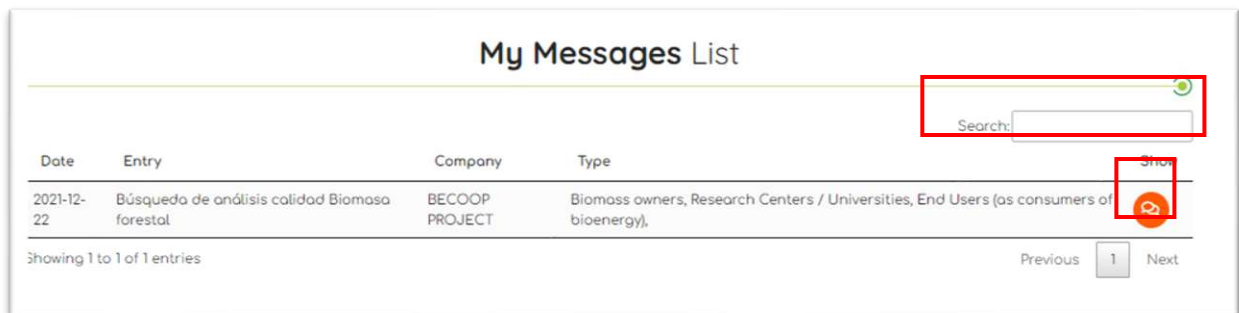 My Messages List
Search:
Date Entry Company Type Show
2021-12- Búsqueda de análisis calidad Biomasa BECOOP Biomass owners, Research Centers / Universities, End Users (as consumers of
22 forestal PROJECT bioenergy),
Showing 1 to 1 of 1 entries Previous 1 Next